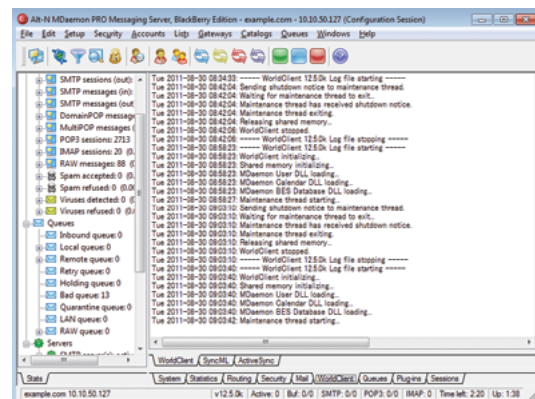 Alt-N MDaemon PRO Messaging Server, BlackBerry Edition - example.com - 10.10.50.127 (Configuration Session)
File Edit Setup Security Accounts Lists Gateways Catalogs Queues Windows Help
SMTP sessions (out):
SMTP messages (in):
SMTP messages (out
DomainPOP message
MultiPOP messages (
POP3 sessions: 2713
IMAP sessions: 20 (0.
RAW messages: 88 (0
Spam accepted: 0 (0.
Spam refused: 0 (0.00
Viruses detected: 0 (0
Viruses refused: 0 (0.
Queues
Inbound queue: 0
Local queue: 0
Remote queue: 0
Retry queue: 0
Holding queue: 0
Bad queue: 13
Quarantine queue: 0
LAN queue: 0
RAW queue: 0
Servers
Stats
Tue 2011-08-30 08:34:33: ----- WorldClient 12.5.0k Log file starting -----
Tue 2011-08-30 08:42:04: Sending shutdown notice to maintenance thread.
Tue 2011-08-30 08:42:04: Waiting for maintenance thread to exit...
Tue 2011-08-30 08:42:04: Maintenance thread has received shutdown notice.
Tue 2011-08-30 08:42:04: Maintenance thread exiting.
Tue 2011-08-30 08:42:04: Releasing shared memory...
Tue 2011-08-30 08:42:06: WorldClient stopped.
Tue 2011-08-30 08:42:06: ----- WorldClient 12.5.0k Log file stopping -----
Tue 2011-08-30 08:58:23: ----- WorldClient 12.5.0k Log file starting -----
Tue 2011-08-30 08:58:23: WorldClient initializing...
Tue 2011-08-30 08:58:23: Shared memory initializing...
Tue 2011-08-30 08:58:23: MDaemon User DLL loading...
Tue 2011-08-30 08:58:23: MDaemon Calendar DLL loading...
Tue 2011-08-30 08:58:23: MDaemon BES Database DLL loading...
Tue 2011-08-30 08:58:27: Maintenance thread starting...
Tue 2011-08-30 09:03:10: Sending shutdown notice to maintenance thread.
Tue 2011-08-30 09:03:10: Waiting for maintenance thread to exit...
Tue 2011-08-30 09:03:10: Maintenance thread has received shutdown notice.
Tue 2011-08-30 09:03:10: Maintenance thread exiting.
Tue 2011-08-30 09:03:10: Releasing shared memory...
Tue 2011-08-30 09:03:10: WorldClient stopped.
Tue 2011-08-30 09:03:10: ----- WorldClient 12.5.0k Log file stopping -----
Tue 2011-08-30 09:03:40: ----- WorldClient 12.5.0k Log file starting -----
Tue 2011-08-30 09:03:40: WorldClient initializing...
Tue 2011-08-30 09:03:40: Shared memory initializing...
Tue 2011-08-30 09:03:40: MDaemon User DLL loading...
Tue 2011-08-30 09:03:40: MDaemon Calendar DLL loading...
Tue 2011-08-30 09:03:40: MDaemon BES Database DLL loading...
Tue 2011-08-30 09:03:42: Maintenance thread starting...
WorldClient SyncML ActiveSync
System Statistics Routing Security Mail WorldClient Queues Plug-ins Sessions
example.com 10.10.50.127 v12.5.0k Active: 0 Buf: 0/0 SMTP: 0/0 POP3: 0/0 IMAP: 0 Time left: 2:20 Up: 1:38